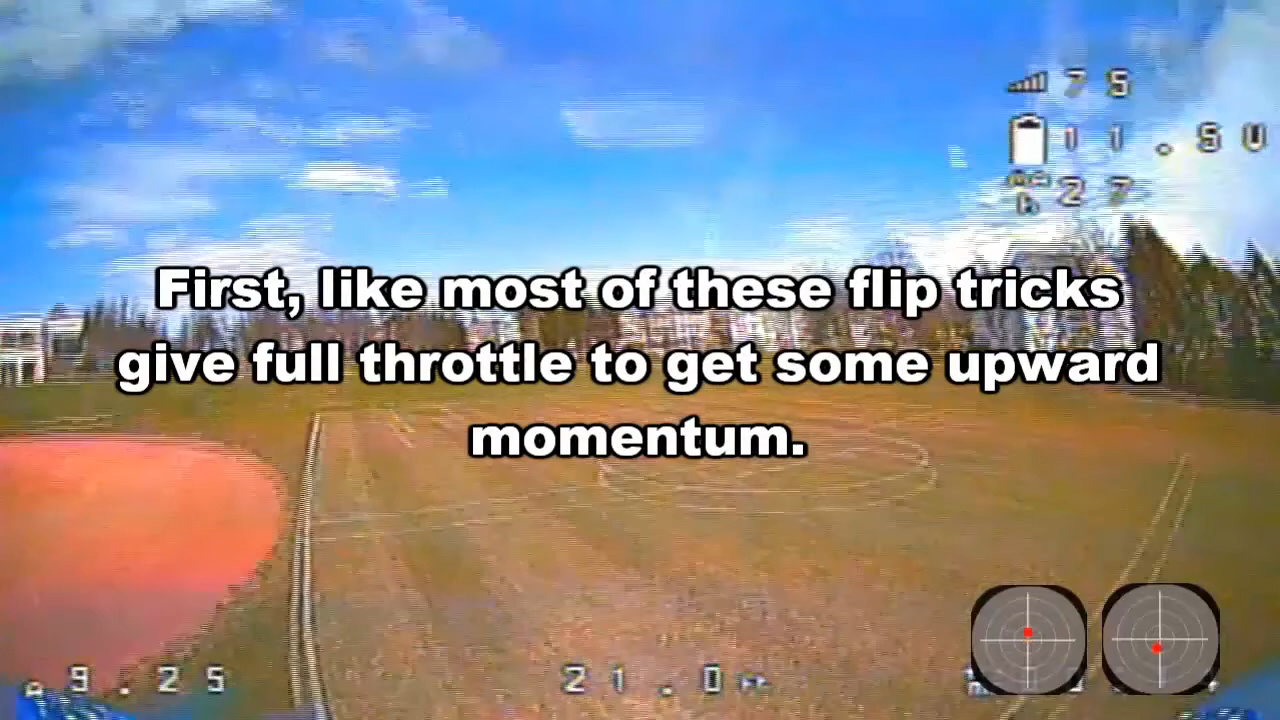 75
11.5V
27
First, like most of these flip tricks
give full throttle to get some upward
momentum.
9.25
21.0